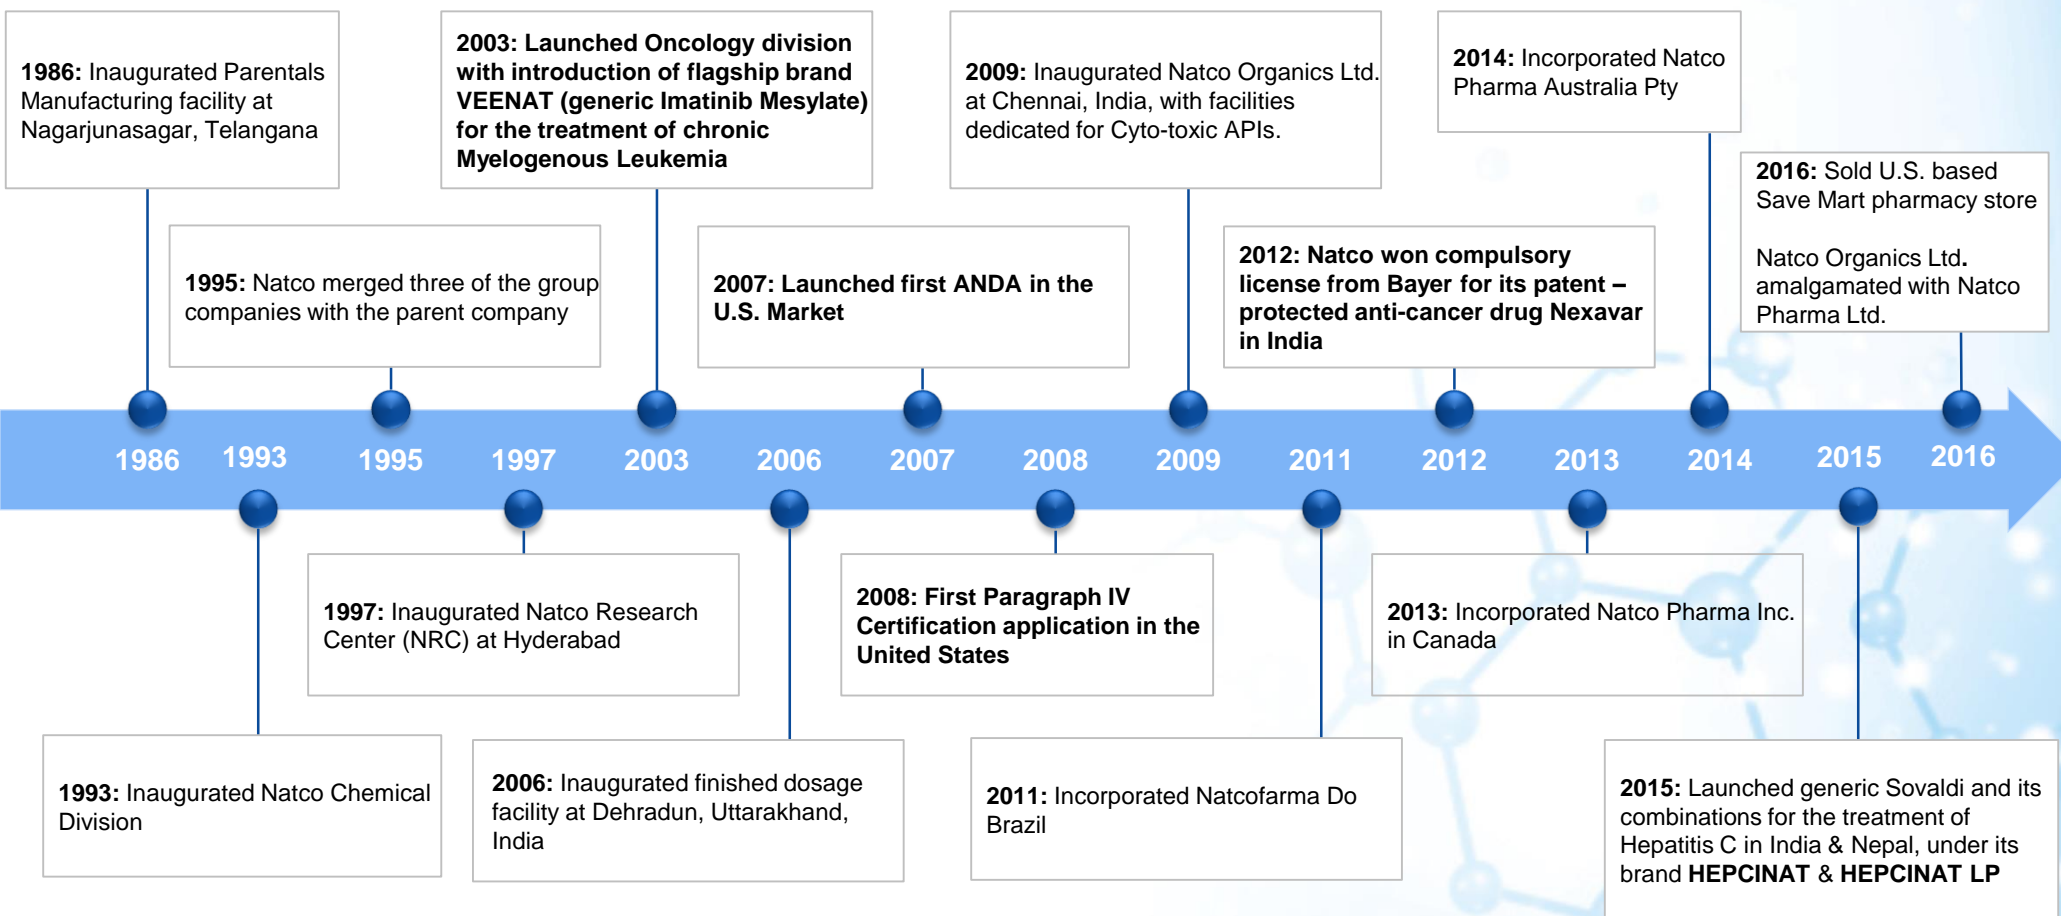 1986: Inaugurated Parentals
Manufacturing facility at
Nagarjunasagar, Telangana
2003: Launched Oncology division
with introduction of flagship brand
VEENAT (generic Imatinib Mesylate)
for the treatment of chronic
Myelogenous Leukemia
2009: Inaugurated Natco Organics Ltd.
at Chennai, India, with facilities
dedicated for Cyto-toxic APIs.
2014: Incorporated Natco
Pharma Australia Pty
2016: Sold U.S. based
Save Mart pharmacy store
Natco Organics Ltd.
amalgamated with Natco
Pharma Ltd.
1995: Natco merged three of the group
companies with the parent company
2007: Launched first ANDA in the
U.S. Market
2012: Natco won compulsory
license from Bayer for its patent –
protected anti-cancer drug Nexavar
in India
1986 1993 1995 1997 2003 2006 2007 2008 2009 2011 2012 2013 2014 2015 2016
1997: Inaugurated Natco Research
Center (NRC) at Hyderabad
2008: First Paragraph IV
Certification application in the
United States
2013: Incorporated Natco Pharma Inc.
in Canada
1993: Inaugurated Natco Chemical
Division
2006: Inaugurated finished dosage
facility at Dehradun, Uttarakhand,
India
2011: Incorporated Natcofarma Do
Brazil
2015: Launched generic Sovaldi and its
combinations for the treatment of
Hepatitis C in India & Nepal, under its
brand HEPCINAT & HEPCINAT LP